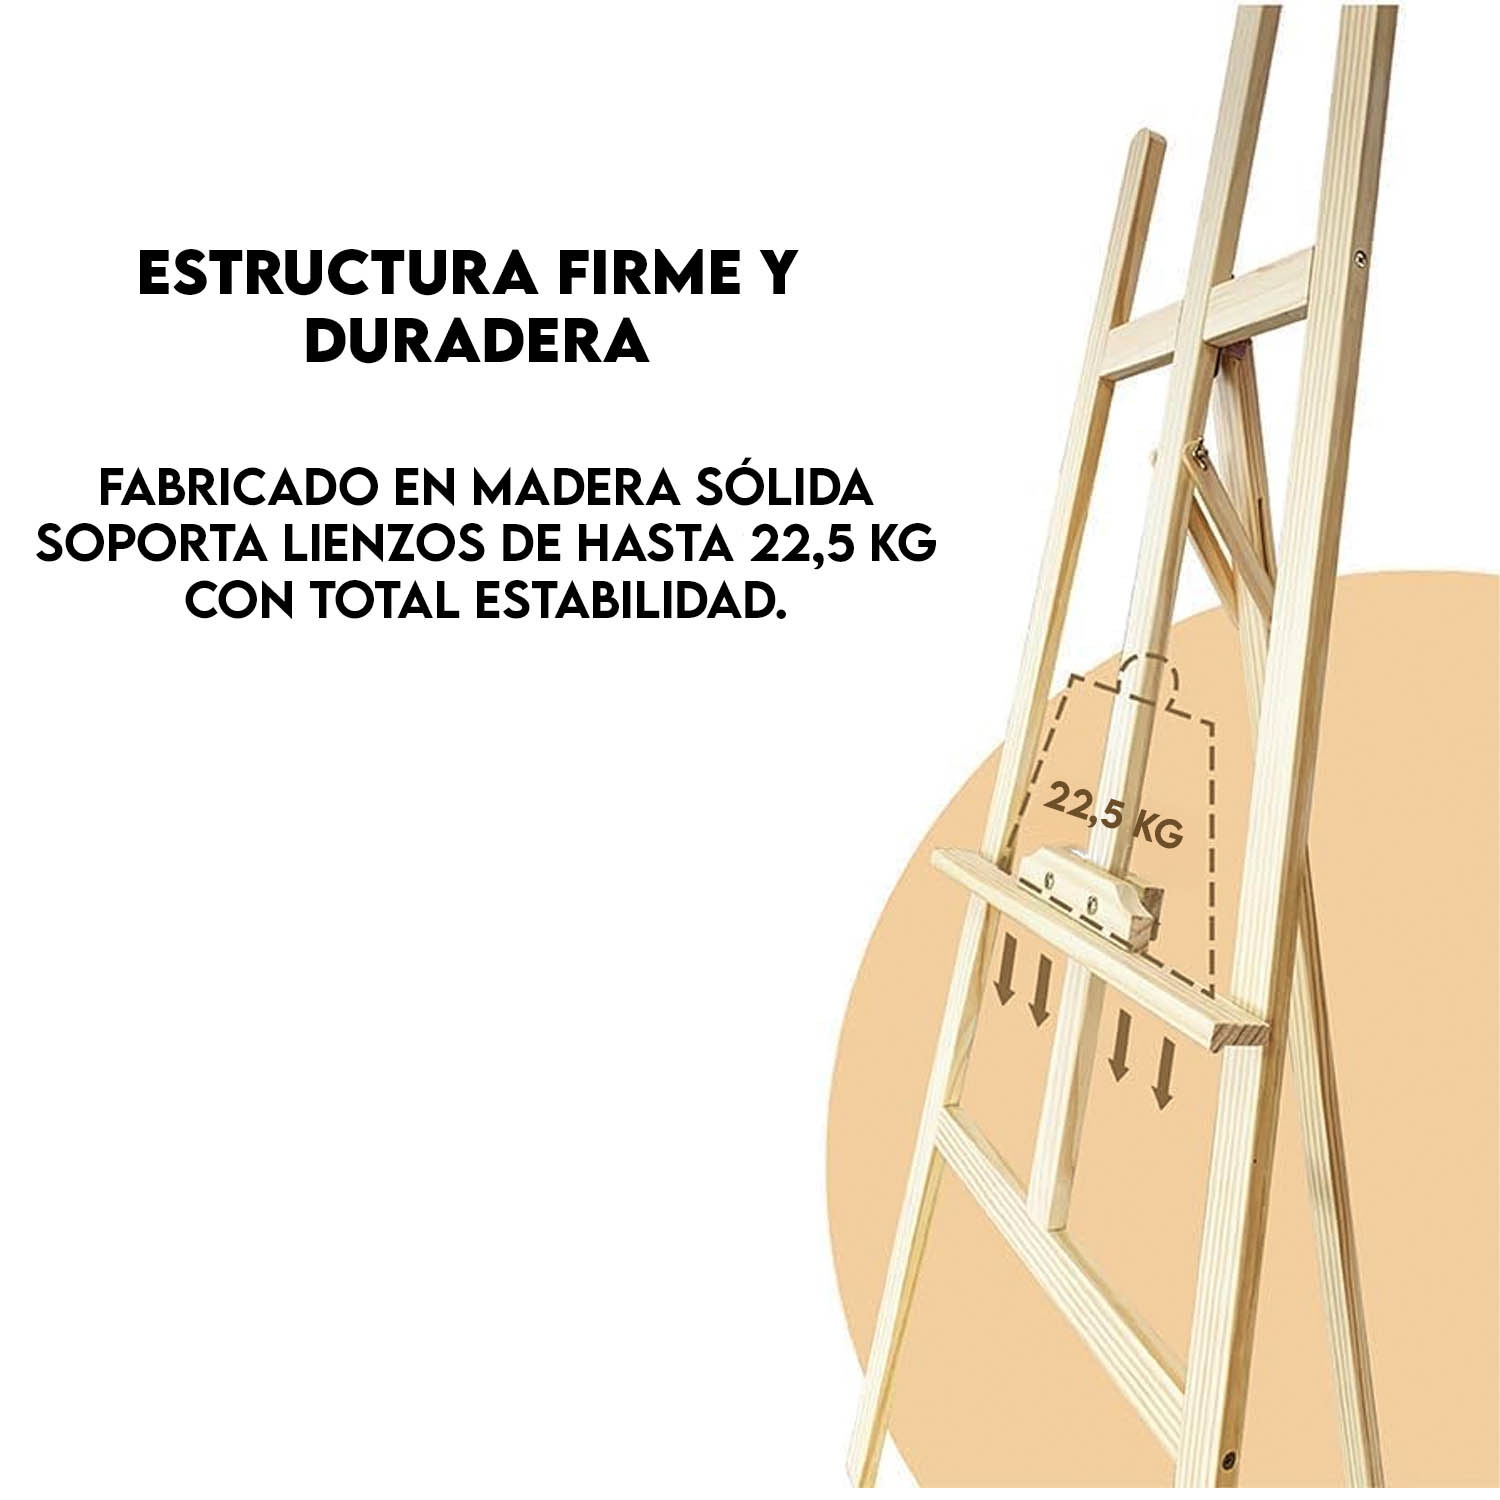 ESTRUCTURA FIRME Y
DURADERA
FABRICADO EN MADERA SÓLIDA
SOPORTA LIENZOS DE HASTA 22,5 KG
CON TOTAL ESTABILIDAD.
22,5 KG